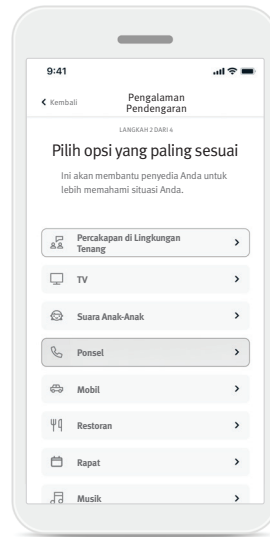 9:41
Kembali
Pengalaman
Pendengaran
LANGKAH 2 DARI 6
Pilih opsi yang paling sesuai
Ini akan membantu penyedia Anda untuk
lebih memahami situasi Anda.
Percakapan di Lingkungan
Tenang
TV
Suara Anak-Anak
Ponsel
Mobil
Restoran
Rapat
Musik